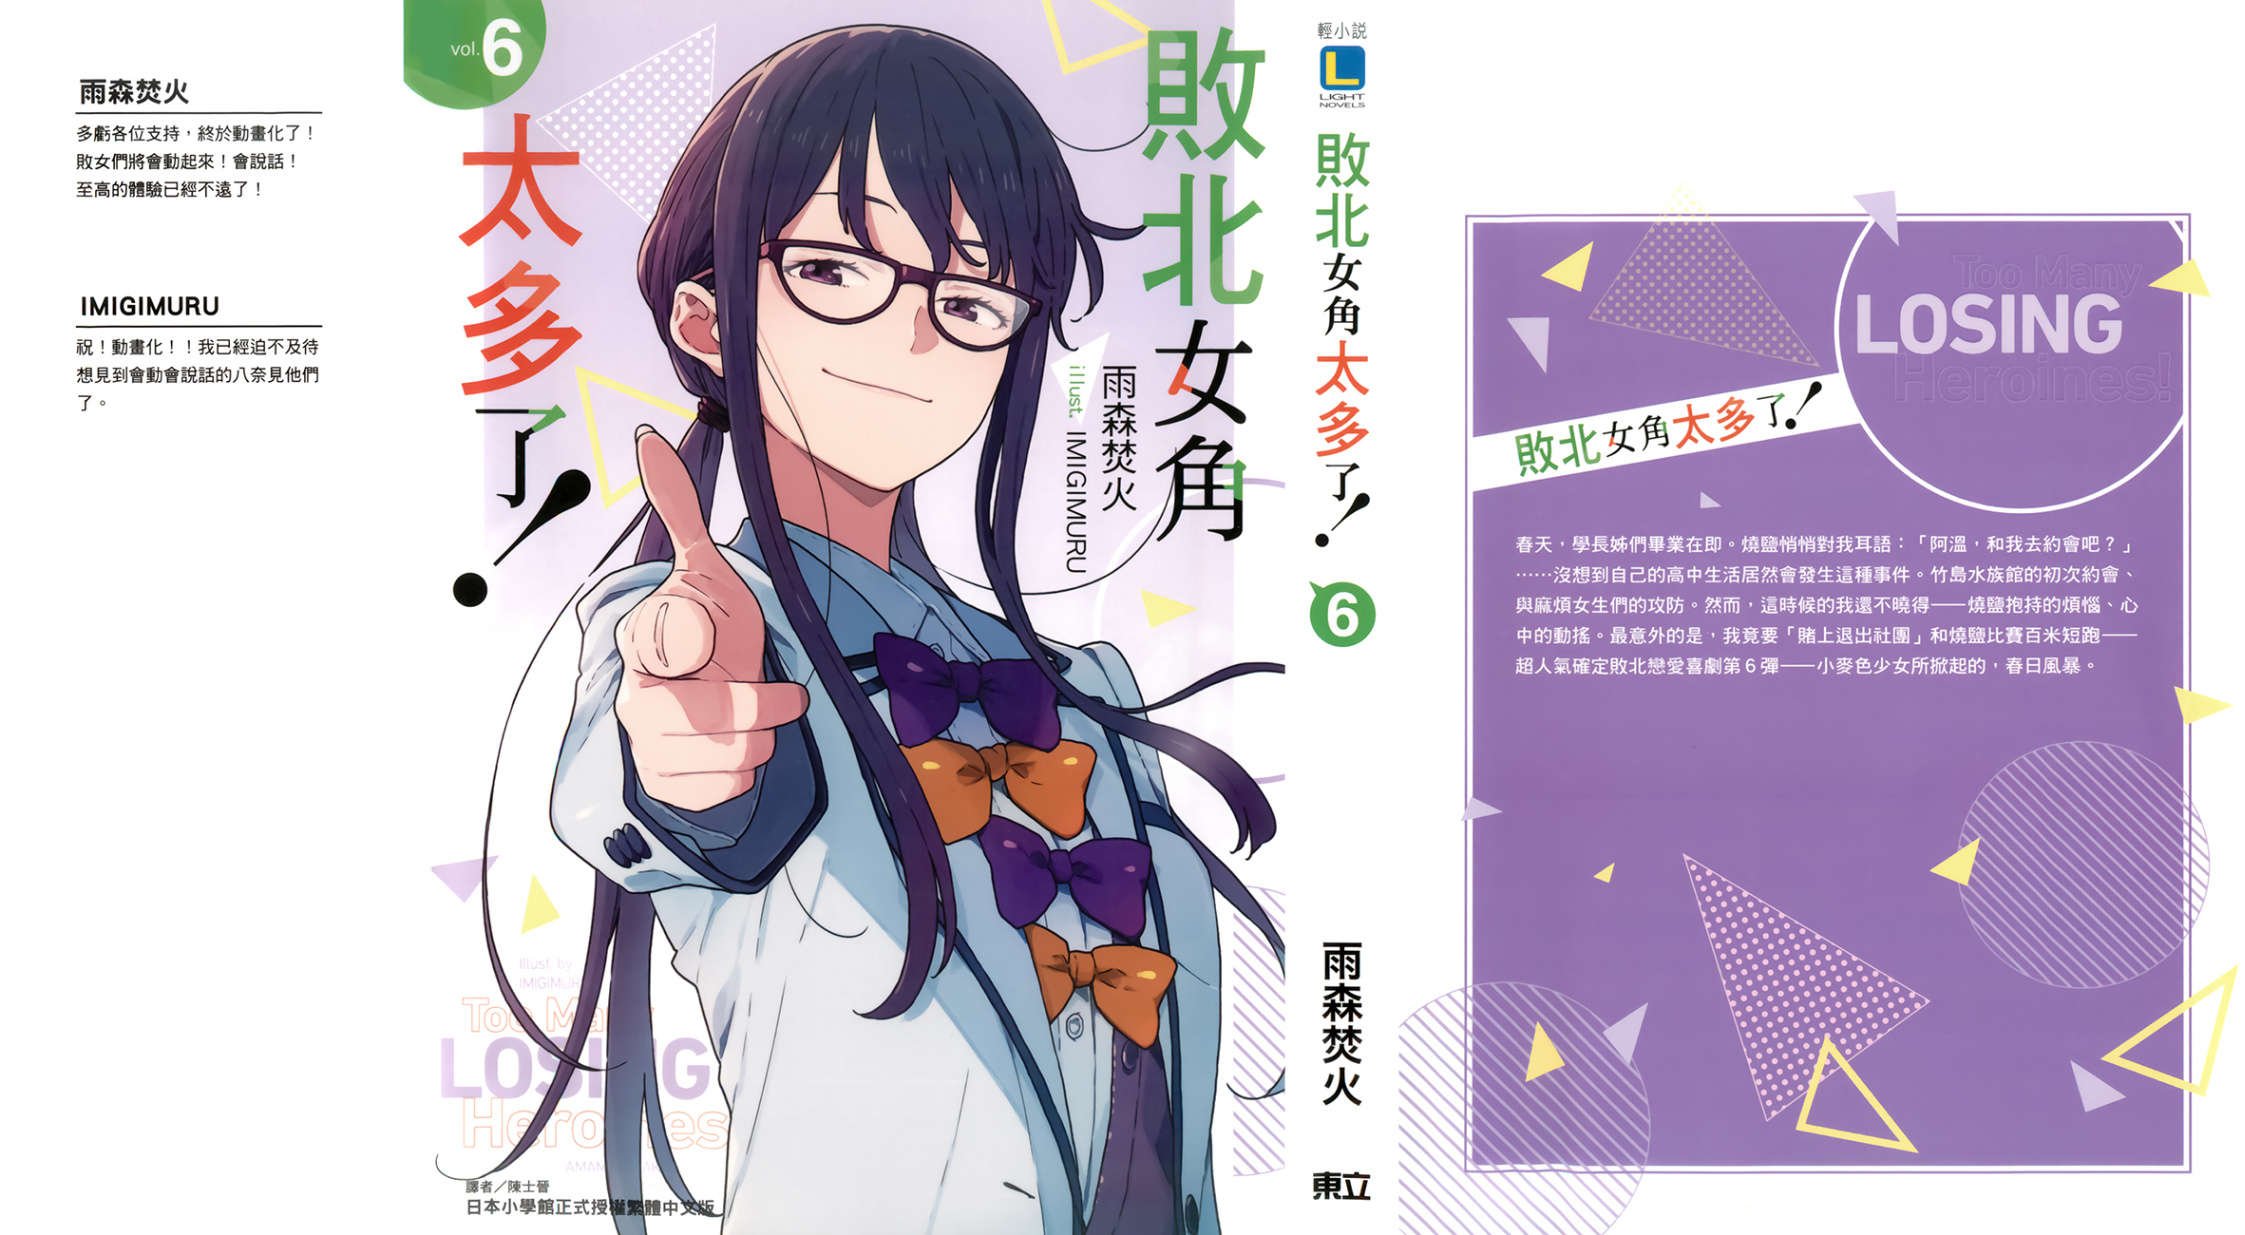 雨森焚火
多虧各位支持，終於動畫化了！
敗女們將會動起來！會說話！
至高的體驗已經不遠了！
IMIGIMURU
祝！動畫化！！我已經迫不及待
想見到會動會說話的八奈見他們
了。
vol.6
敗北女角
太多了！
雨森焚火
illust. IMIGIMURU
Illust. by
IMIGIMUR
Too Many
LOSING
Heroines
譯者／陳士晉
日本小學館正式授權繁體中文版
輕小説
L
LIGHT
NOVELS
敗北女角太多了！
6
雨森焚火
東立
Too Many
LOSING
Heroines!
敗北女角太多了！
春天，學長姊們畢業在即。燒鹽悄悄對我耳語：「阿溫，和我去約會吧？」
……沒想到自己的高中生活居然會發生這種事件。竹島水族館的初次約會、
與麻煩女生們的攻防。然而，這時候的我還不曉得——燒鹽抱持的煩惱、心
中的動搖。最意外的是，我竟要「賭上退出社團」和燒鹽比賽百米短跑——
超人氣確定敗北戀愛喜劇第６彈——小麥色少女所掀起的，春日風暴。